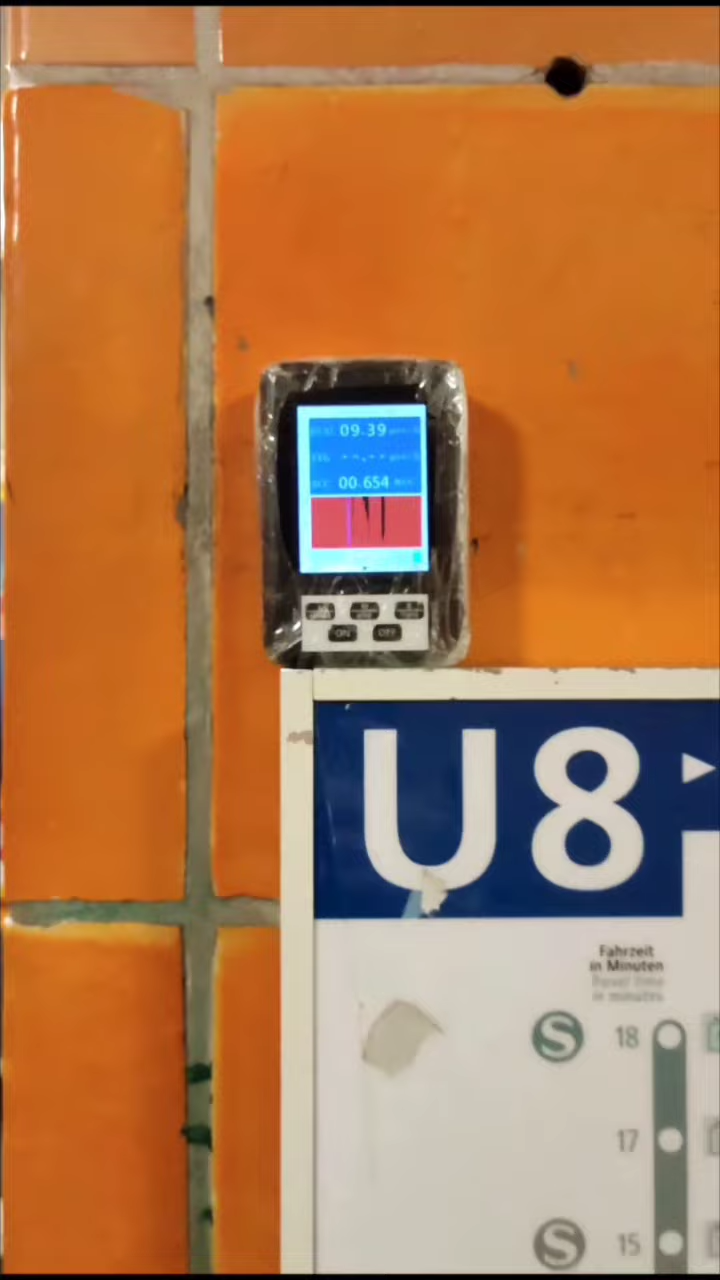 09.39
--.--
00.654
ON OFF
U8
Fahrzeit
in Minuten
Travel time
in minutes
S 18
17
S 15